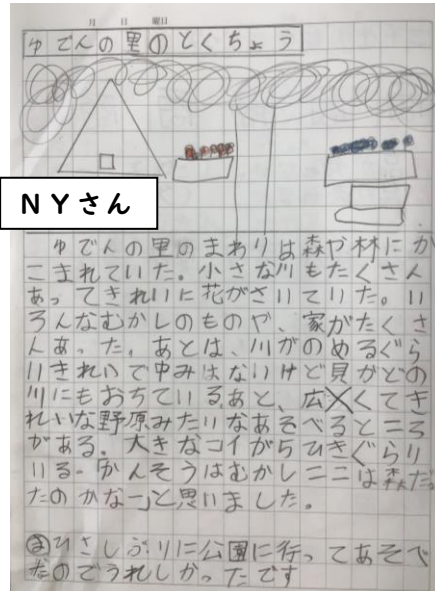 月 日 曜日
ゆでんの里のとくちょう
NYさん
ゆでんの里のまわりは森や林にか
こまれていた。小さな川もたくさん
あってきれいに花がさいていた。い
ろんなむかしのものや、家がたくさ
んあった。あとは、川がのめるぐら
いきれいで中みはないけど貝がどの
川にもおちている。あと、広くてき
れいな野原みたいなあそべるところ
がある。大きなコイが5ひきぐらい
いる。かんそうはむかしここは森だっ
たのかなーと思いました。
ひさしぶりに公園に行ってあそべ
たのでうれしかったです